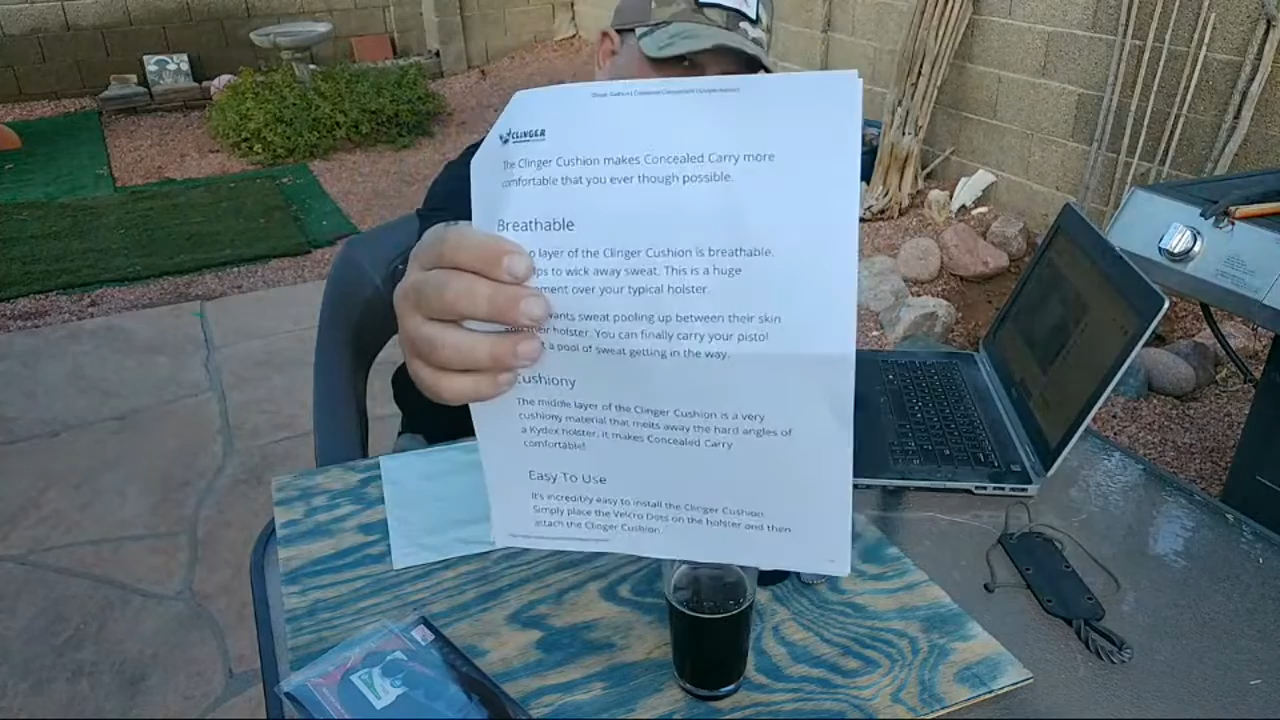 CLINGER
The Clinger Cushion makes Concealed Carry more
comfortable that you ever though possible.
Breathable
layer of the Clinger Cushion is breathable.
to wick away sweat. This is a huge
over your typical holster.
sweat pooling up between their skin
holster. You can finally carry your pistol
a pool of sweat getting in the way.
Cushiony
The middle layer of the Clinger Cushion is a very
cushiony material that melts away the hard angles of
a Kydex holster, it makes Concealed Carry
comfortable!
Easy To Use
It's incredibly easy to install the Clinger Cushion.
Simply place the Velcro Dots on the holster and then
attach the Clinger Cushion.